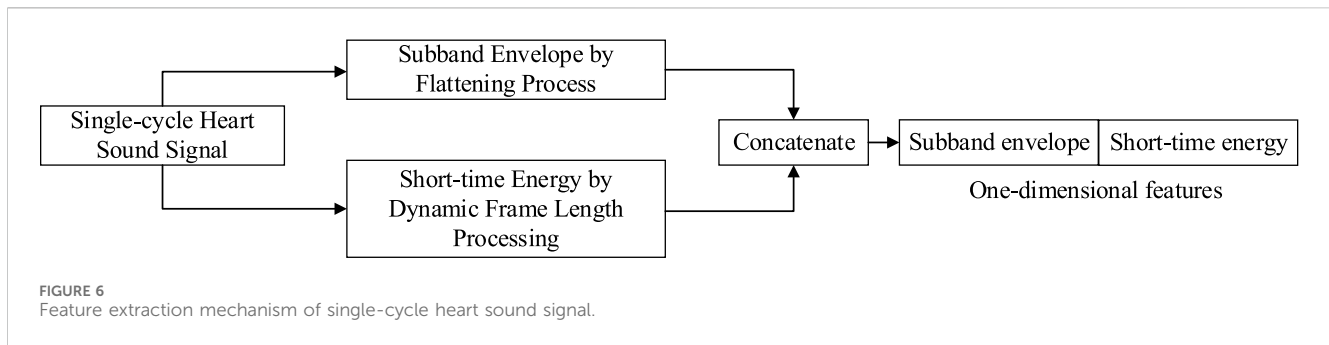 Single-cycle Heart
Sound Signal
Subband Envelope by
Flattening Process
Short-time Energy by
Dynamic Frame Length
Processing
Concatenate
Subband envelope
Short-time energy
One-dimensional features
FIGURE 6
Feature extraction mechanism of single-cycle heart sound signal.